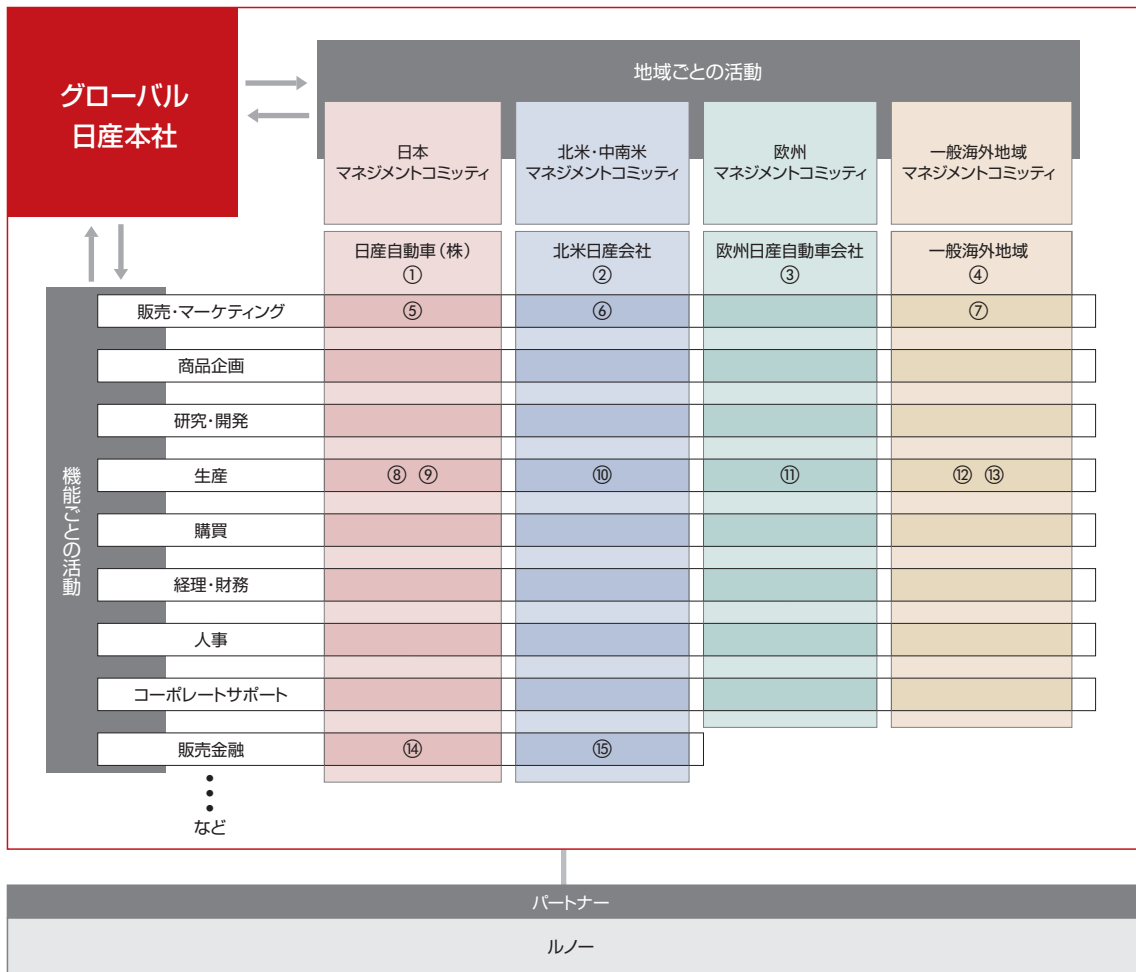 グローバル
日産本社
地域ごとの活動
日本
マネジメントコミッティ
北米・中南米
マネジメントコミッティ
欧州
マネジメントコミッティ
一般海外地域
マネジメントコミッティ
日産自動車(株)
①
北米日産会社
②
欧州日産自動車会社
③
一般海外地域
④
機能ごとの活動
販売・マーケティング ⑤ ⑥ ⑦
商品企画
研究・開発
生産 ⑧ ⑨ ⑩ ⑪ ⑫ ⑬
購買
経理・財務
人事
コーポレートサポート
販売金融 ⑭ ⑮
など
パートナー
ルノー